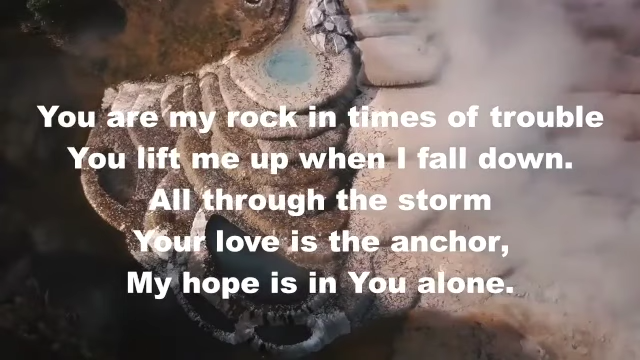 You are my rock in times of trouble
You lift me up when I fall down.
All through the storm
Your love is the anchor,
My hope is in You alone.